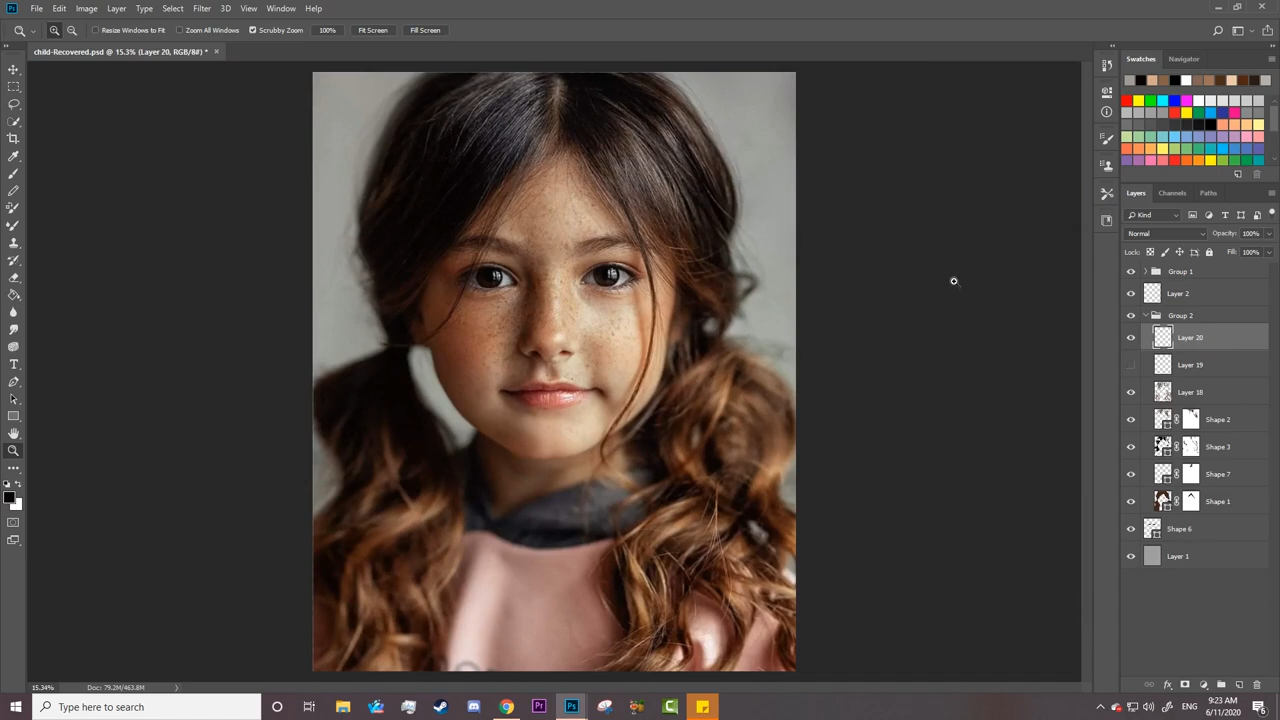 Ps File Edit Image Layer Type Select Filter 3D View Window Help
Resize Windows to Fit Zoom All Windows Scrubby Zoom 100% Fit Screen Fill Screen
child-Recovered.psd @ 15.3% (Layer 20, RGB/8#) * ×
Swatches Navigator
Layers Channels Paths
Kind
Normal Opacity: 100%
Lock: Fill: 100%
Group 1
Layer 2
Group 2
Layer 20
Layer 19
Layer 18
Shape 2
Shape 3
Shape 7
Shape 1
Shape 6
Layer 1
15.34% Doc: 79.2M/463.8M
Type here to search
Pr Ps
ENG
9:23 AM
6/11/2020